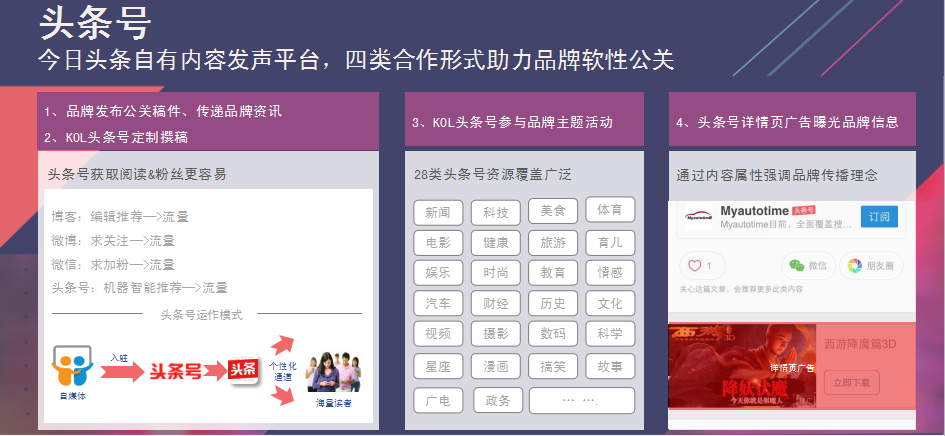 头条号
今日头条自有内容发声平台，四类合作形式助力品牌软性公关
1、品牌发布公关稿件、传递品牌资讯
2、KOL头条号定制撰稿
头条号获取阅读&粉丝更容易
博客：编辑推荐—>流量
微博：求关注—>流量
微信：求加粉—>流量
头条号：机器智能推荐—>流量
头条号运作模式
自媒体
入驻
头条号
头条
个性化
通道
海量读者
3、KOL头条号参与品牌主题活动
28类头条号资源覆盖广泛
新闻 科技 美食 体育
电影 健康 旅游 育儿
娱乐 时尚 教育 情感
汽车 财经 历史 文化
视频 摄影 数码 科学
星座 漫画 搞笑 故事
广电 政务 … ….
4、头条号详情页广告曝光品牌信息
通过内容属性强调品牌传播理念
Myautotime
Myautotime 头条号
Myautotime目前，全面覆盖搜…
订阅
1 微信 朋友圈
关心这篇文章，会推荐更多此类内容
西游 3D
详情页广告
降妖伏魔
今天你就是驱魔人
西游降魔篇3D
立即下载